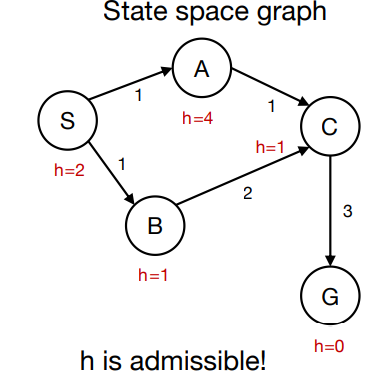 State space graph
A
1
1
S
h=4
C
h=1
h=2
1
2
B
3
h=1
G
h=0
h is admissible!